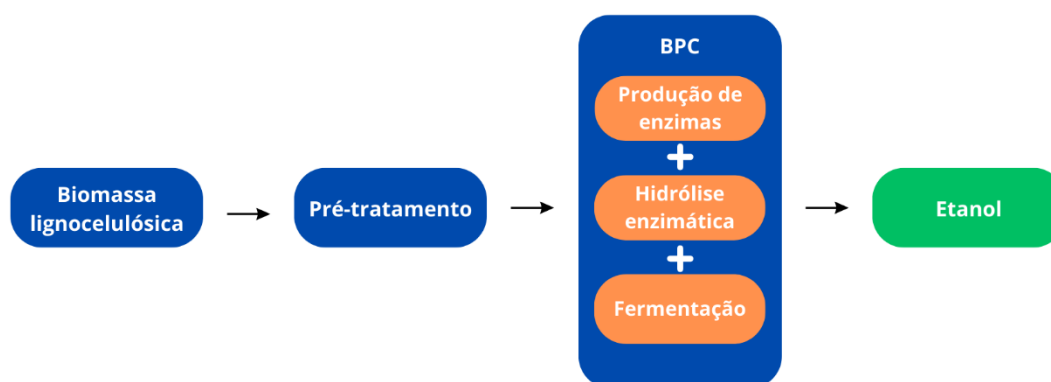 Biomassa
lignocelulósica
Pré-tratamento
BPC
Produção de
enzimas
+
Hidrólise
enzimática
+
Fermentação
Etanol